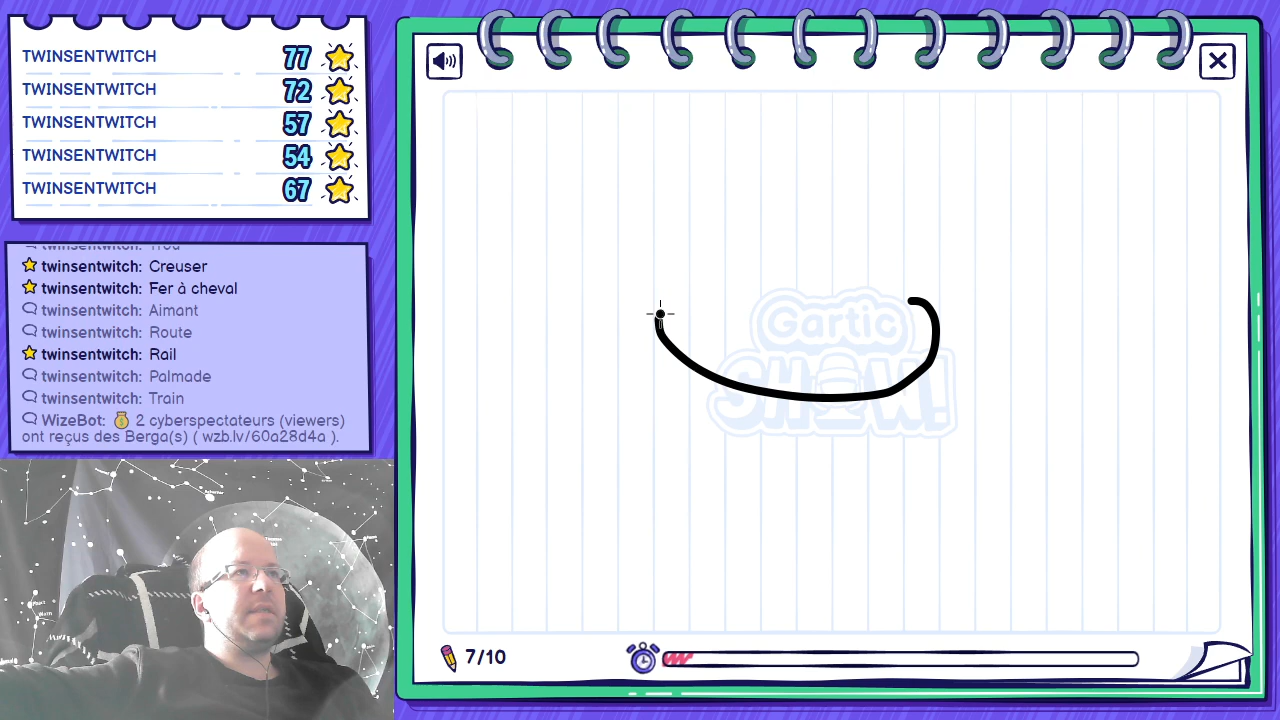 TWINSENTWITCH 77
TWINSENTWITCH 72
TWINSENTWITCH 57
TWINSENTWITCH 54
TWINSENTWITCH 67
twinsentwitch: Trou
twinsentwitch: Creuser
twinsentwitch: Fer à cheval
twinsentwitch: Aimant
twinsentwitch: Route
twinsentwitch: Rail
twinsentwitch: Palmade
twinsentwitch: Train
WizeBot: 💰 2 cyberspectateurs (viewers)
ont reçus des Berga(s) ( wzb.lv/60a28d4a ).
Gartic
SHOW!
7/10